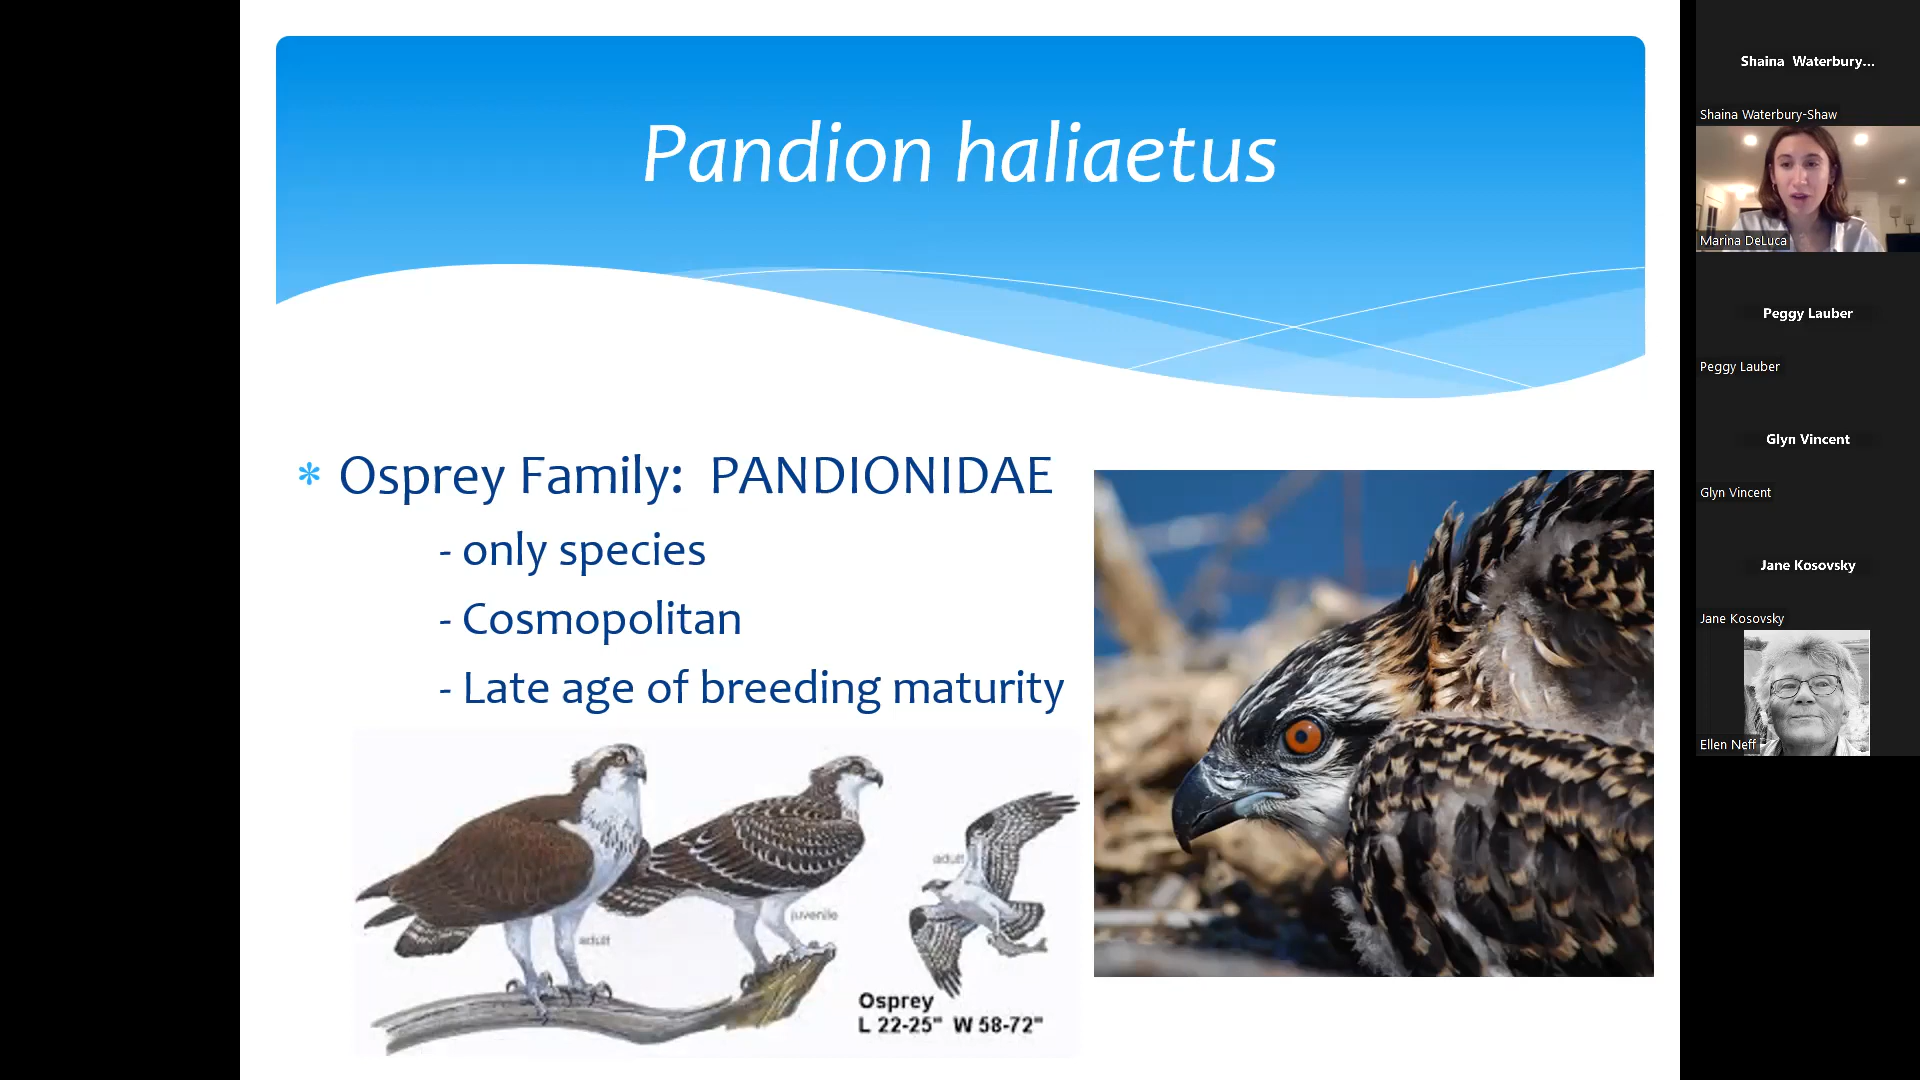 Pandion haliaetus
* Osprey Family: PANDIONIDAE
- only species
- Cosmopolitan
- Late age of breeding maturity
adult
juvenile
adult
Osprey
L 22-25" W 58-72"
Shaina Waterbury...
Shaina Waterbury-Shaw
Marina DeLuca
Peggy Lauber
Peggy Lauber
Glyn Vincent
Glyn Vincent
Jane Kosovsky
Jane Kosovsky
Ellen Neff